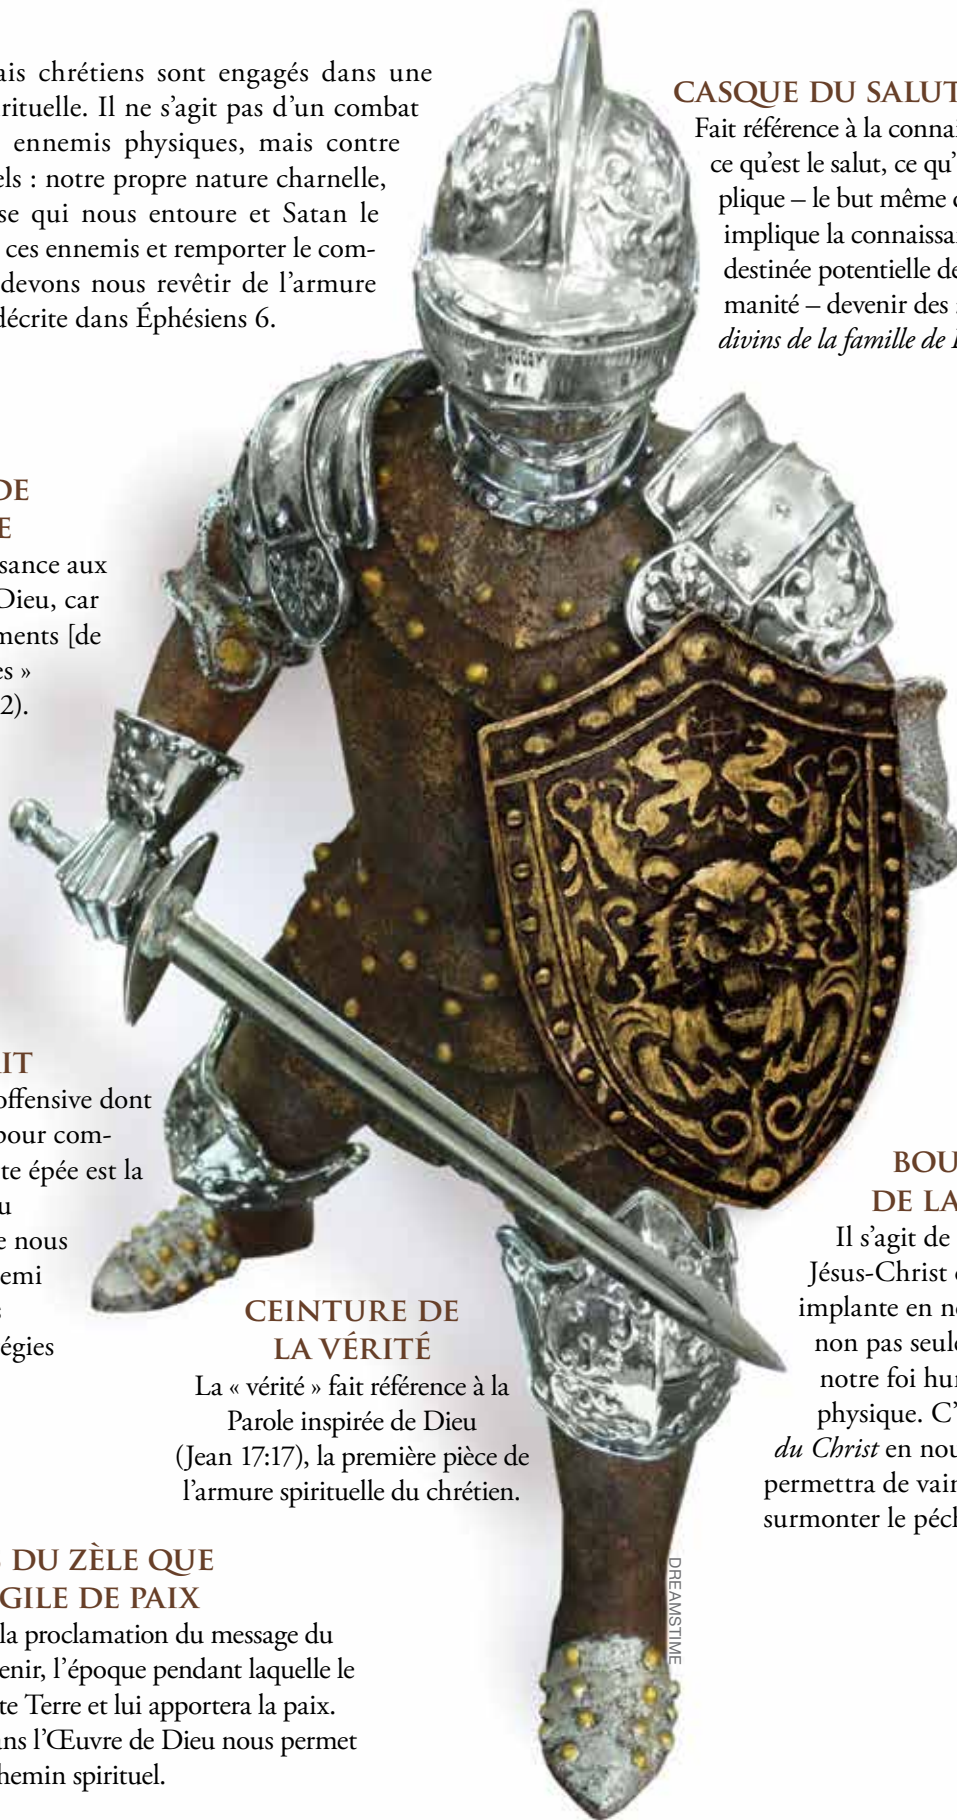 ais chrétiens sont engagés dans une
rituelle. Il ne s’agit pas d’un combat
ennemis physiques, mais contre
els : notre propre nature charnelle,
se qui nous entoure et Satan le
ces ennemis et remporter le com-
devons nous revêtir de l’armure
décrite dans Éphésiens 6.
CASQUE DU SALUT
Fait référence à la connai
ce qu’est le salut, ce qu’
plique – le but même d
implique la connaissa
destinée potentielle de
manité – devenir des
divins de la famille de
DE
E
sance aux
Dieu, car
ments [de
es »
2).
IT
offensive dont
pour com-
te épée est la
u
e nous
emi
s
égies
CEINTURE DE
LA VÉRITÉ
La « vérité » fait référence à la
Parole inspirée de Dieu
(Jean 17:17), la première pièce de
l’armure spirituelle du chrétien.
BOU
DE LA
Il s’agit de
Jésus-Christ
implante en no
non pas seule
notre foi hu
physique. C’
du Christ en nou
permettra de vain
surmonter le péch
DU ZÈLE QUE
GILE DE PAIX
la proclamation du message du
enir, l’époque pendant laquelle le
te Terre et lui apportera la paix.
ans l’Œuvre de Dieu nous permet
hemin spirituel.
DREAMSTIME